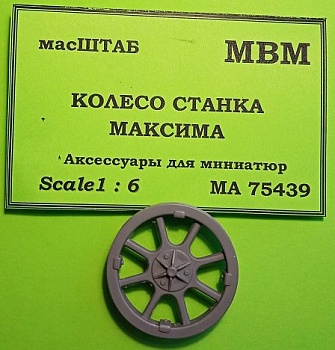 масШТАБ МВМ
КОЛЕСО СТАНКА
МАКСИМА
Аксессуары для миниатюр
Scale1 : 6 МА 75439